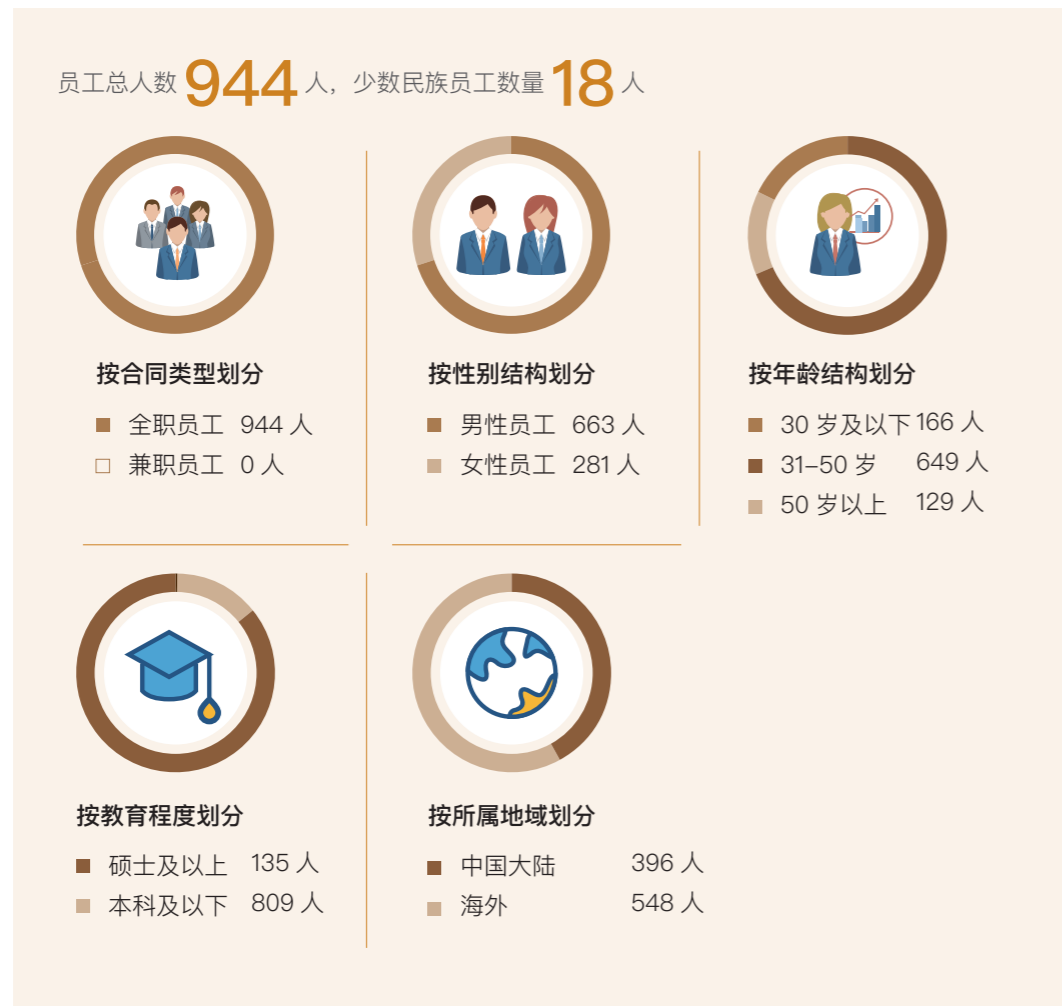 员工总人数 944 人，少数民族员工数量 18 人
按合同类型划分
全职员工 944 人
兼职员工 0 人
按性别结构划分
男性员工 663 人
女性员工 281 人
按年龄结构划分
30 岁及以下 166 人
31–50 岁 649 人
50 岁以上 129 人
按教育程度划分
硕士及以上 135 人
本科及以下 809 人
按所属地域划分
中国大陆 396 人
海外 548 人